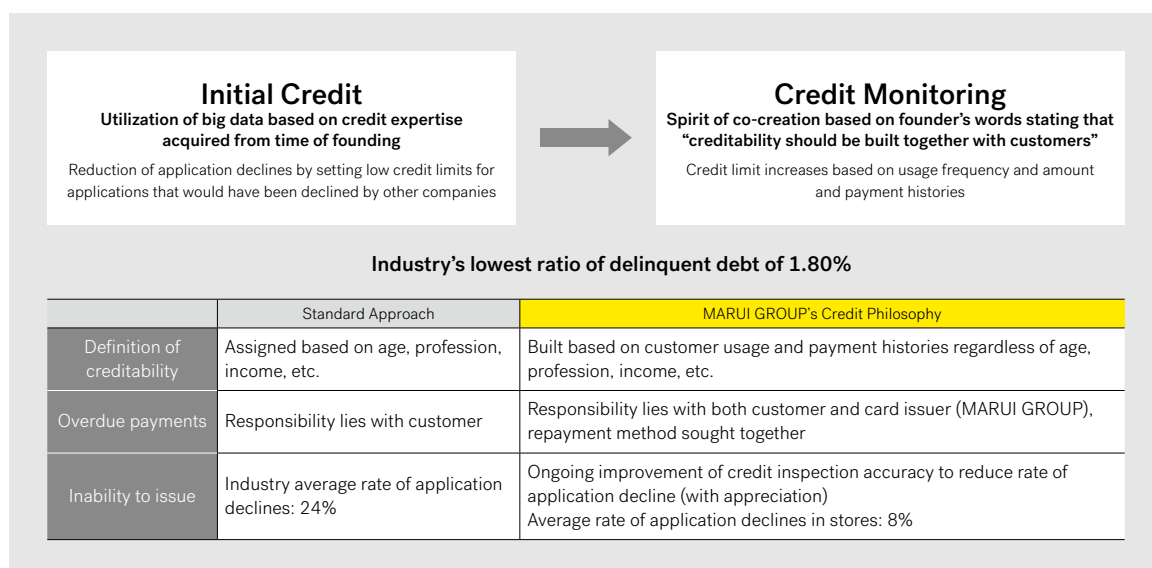 Initial Credit
Utilization of big data based on credit expertise
acquired from time of founding
Reduction of application declines by setting low credit limits for
applications that would have been declined by other companies
Credit Monitoring
Spirit of co-creation based on founder’s words stating that
“creditability should be built together with customers”
Credit limit increases based on usage frequency and amount
and payment histories
Industry’s lowest ratio of delinquent debt of 1.80%
Standard Approach
MARUI GROUP’s Credit Philosophy
Definition of
creditability
Assigned based on age, profession,
income, etc.
Built based on customer usage and payment histories regardless of age,
profession, income, etc.
Overdue payments
Responsibility lies with customer
Responsibility lies with both customer and card issuer (MARUI GROUP),
repayment method sought together
Inability to issue
Industry average rate of application
declines: 24%
Ongoing improvement of credit inspection accuracy to reduce rate of
application decline (with appreciation)
Average rate of application declines in stores: 8%